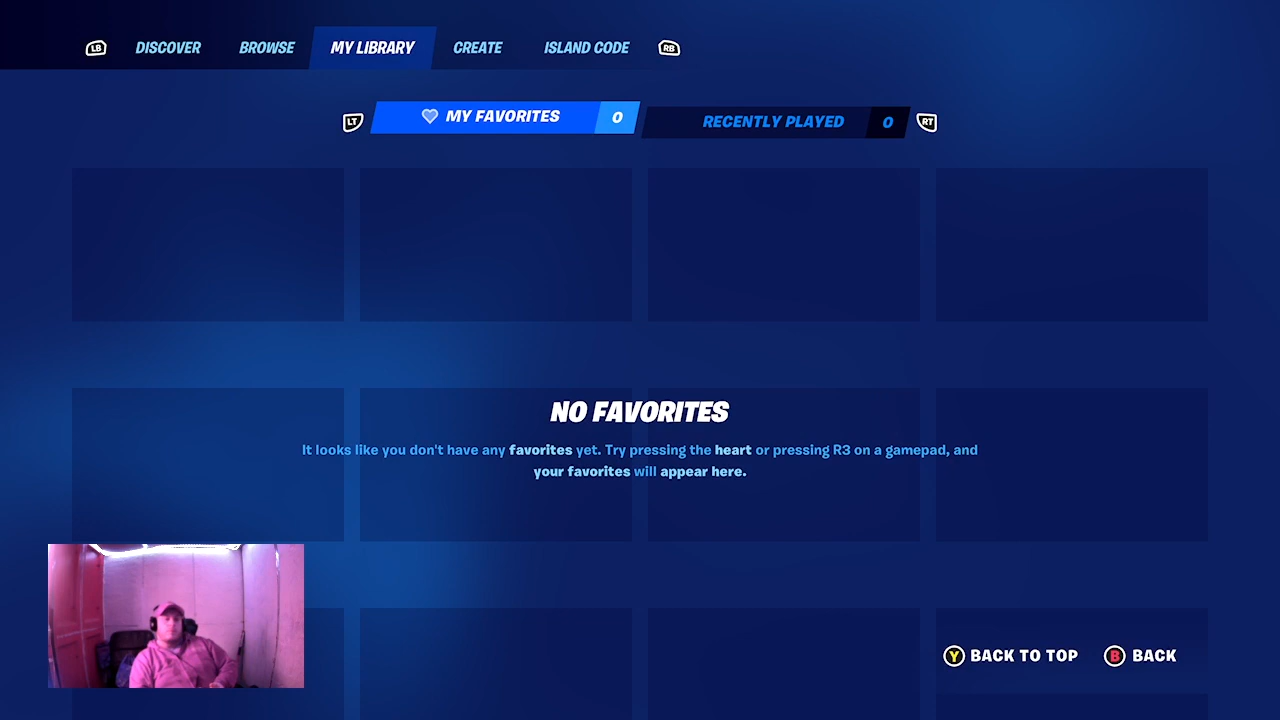 LB DISCOVER BROWSE MY LIBRARY CREATE ISLAND CODE RB
LT MY FAVORITES 0 RECENTLY PLAYED 0 RT
NO FAVORITES
It looks like you don't have any favorites yet. Try pressing the heart or pressing R3 on a gamepad, and
your favorites will appear here.
Y BACK TO TOP B BACK